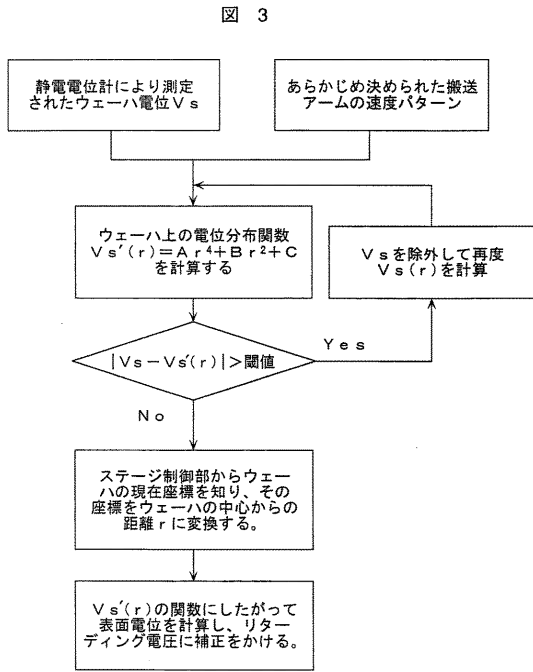 図 3
静電電位計により測定
されたウェーハ電位Ｖｓ
あらかじめ決められた搬送
アームの速度パターン
ウェーハ上の電位分布関数
Ｖｓ′(ｒ)＝Ａｒ⁴＋Ｂｒ²＋Ｃ
を計算する
Ｖｓを除外して再度
Ｖｓ(ｒ)を計算
|Ｖｓ－Ｖｓ′(ｒ)|＞閾値
Ｙｅｓ
Ｎｏ
ステージ制御部からウェー
ハの現在座標を知り、その
座標をウェーハの中心からの
距離ｒに変換する。
Ｖｓ′(ｒ)の関数にしたがって
表面電位を計算し、リター
ディング電圧に補正をかける。